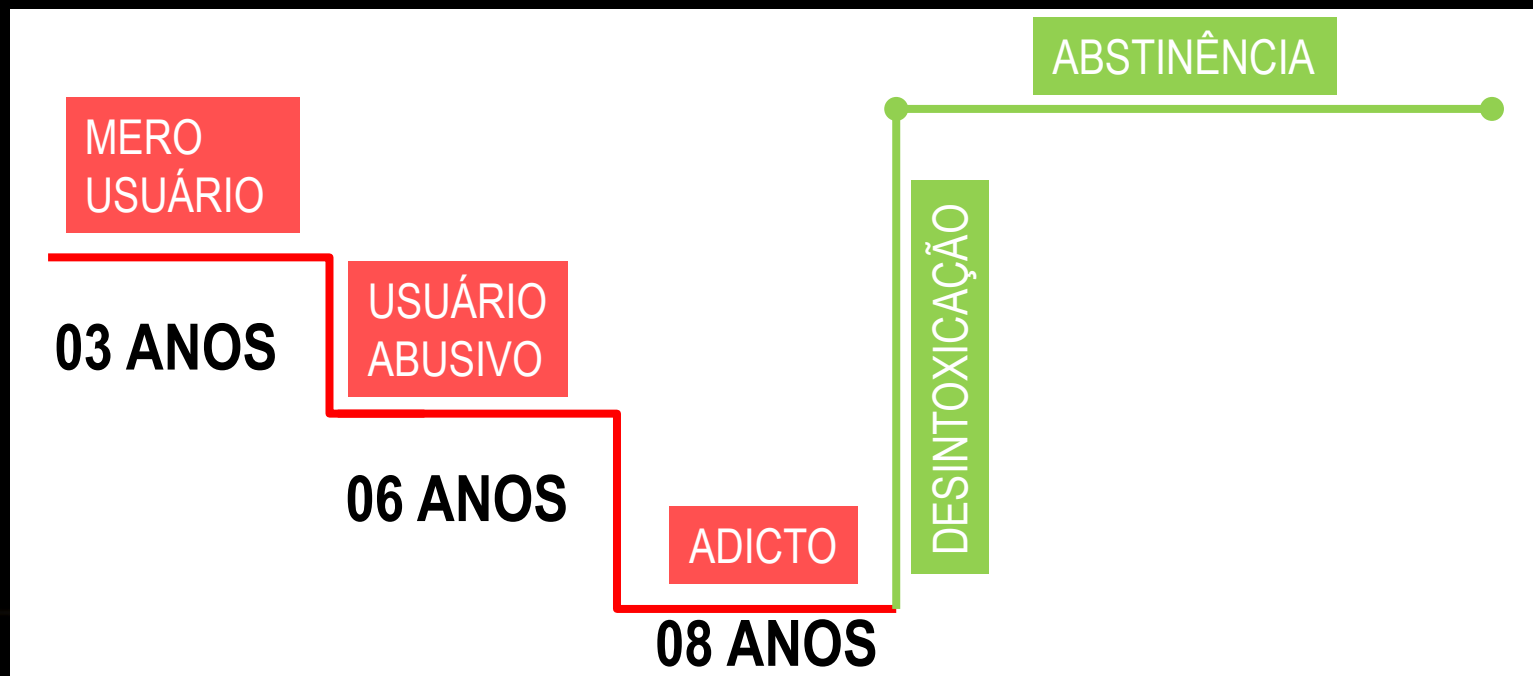 ABSTINÊNCIA
MERO
USUÁRIO
03 ANOS
USUÁRIO
ABUSIVO
06 ANOS
ADICTO
08 ANOS
DESINTOXICAÇÃO